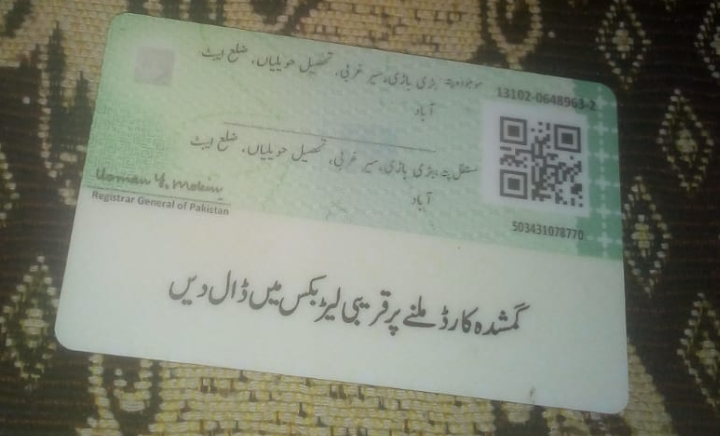 13102-0648963-2
موجودہ پتہ بڑی باڑی، سیر غربی، تحصیل حویلیاں، ضلع ایبٹ
آباد
مستقل پتہ بیڑی باڑی، سیر غربی، تحصیل حویلیاں، ضلع ایبٹ
آباد
Usman Y. Mobin
Registrar General of Pakistan
503431078770
گمشدہ کارڈ ملنے پر قریبی لیٹر بکس میں ڈال دیں